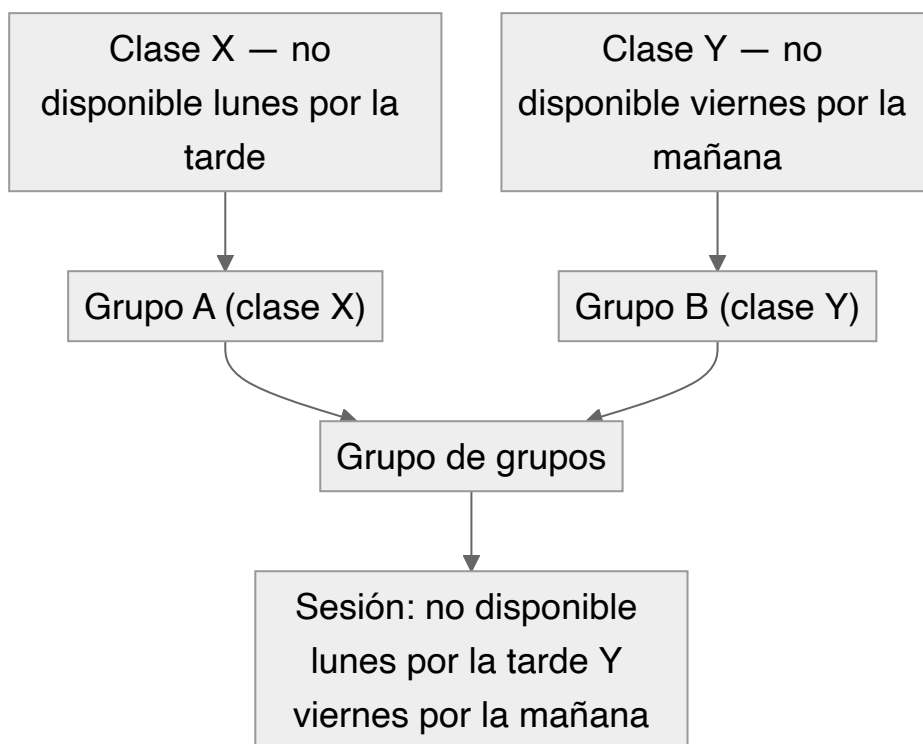 Clase X — no
disponible lunes por la
tarde
Clase Y — no
disponible viernes por la
mañana
Grupo A (clase X)
Grupo B (clase Y)
Grupo de grupos
Sesión: no disponible
lunes por la tarde Y
viernes por la mañana